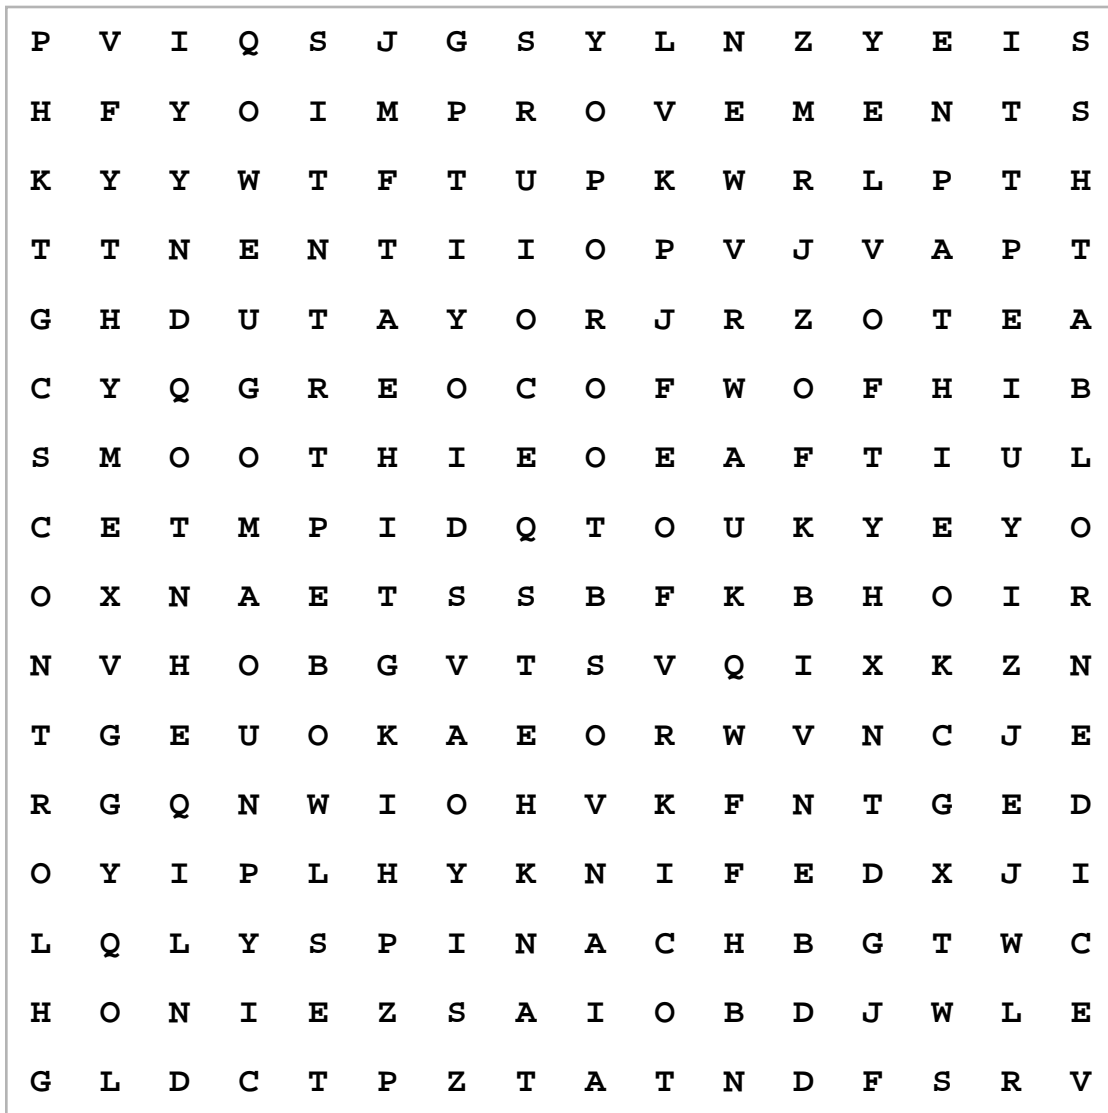 P V I Q S J G S Y L N Z Y E I S
H F Y O I M P R O V E M E N T S
K Y Y W T F T U P K W R L P T H
T T N E N T I I O P V J V A P T
G H D U T A Y O R J R Z O T E A
C Y Q G R E O C O F W O F H I B
S M O O T H I E O E A F T I U L
C E T M P I D Q T O U K Y E Y O
O X N A E T S S B F K B H O I R
N V H O B G V T S V Q I X K Z N
T G E U O K A E O R W V N C J E
R G Q N W I O H V K F N T G E D
O Y I P L H Y K N I F E D X J I
L Q L Y S P I N A C H B G T W C
H O N I E Z S A I O B D J W L E
G L D C T P Z T A T N D F S R V